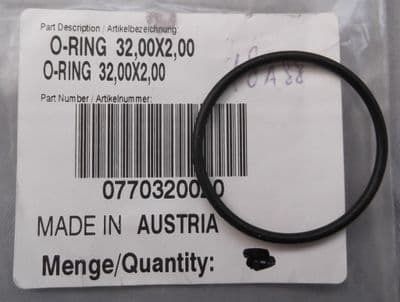 Part Description / Artikelbezeichnung:
O-RING 32,00X2,00
O-RING 32,00X2,00
Part Number / Artikelnummer:
MADE IN AUSTRIA
Menge/Quantity: